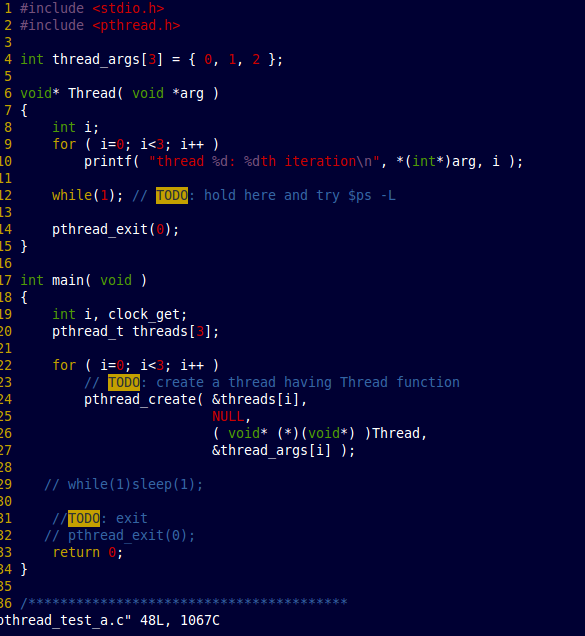 1 #include <stdio.h>
2 #include <pthread.h>
3
4 int thread_args[3] = { 0, 1, 2 };
5
6 void* Thread( void *arg )
7 {
8     int i;
9     for ( i=0; i<3; i++ )
10         printf( "thread %d: %dth iteration\n", *(int*)arg, i );
11
12     while(1); // TODO: hold here and try $ps -L
13
14     pthread_exit(0);
15 }
16
17 int main( void )
18 {
19     int i, clock_get;
20     pthread_t threads[3];
21
22     for ( i=0; i<3; i++ )
23         // TODO: create a thread having Thread function
24         pthread_create( &threads[i],
25                         NULL,
26                         ( void* (*)(void*) )Thread,
27                         &thread_args[i] );
28
29    // while(1)sleep(1);
30
31     //TODO: exit
32    // pthread_exit(0);
33     return 0;
34 }
35
36 /****************************************
pthread_test_a.c" 48L, 1067C